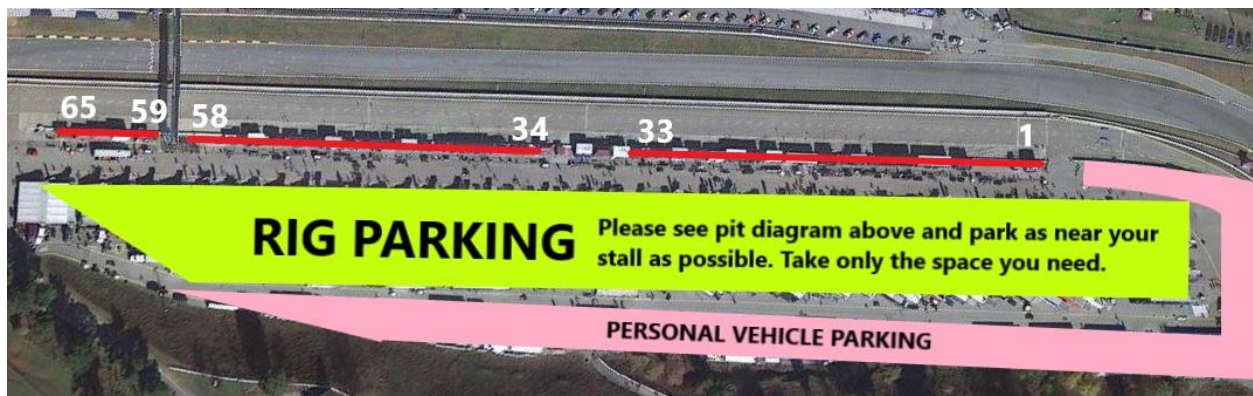 65 59 58 34 33 1
RIG PARKING
Please see pit diagram above and park as near your
stall as possible. Take only the space you need.
PERSONAL VEHICLE PARKING